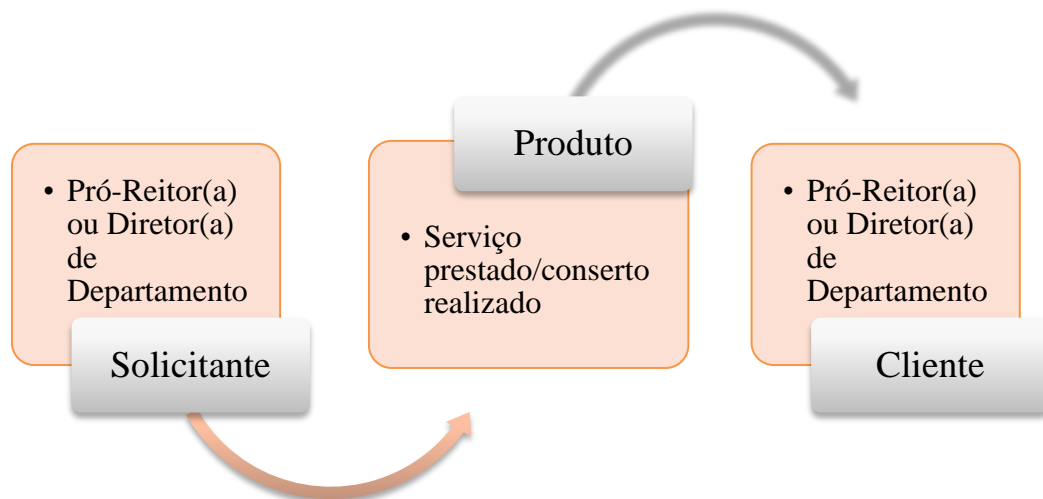 • Pró-Reitor(a)
ou Diretor(a)
de
Departamento
Solicitante
Produto
• Serviço
prestado/conserto
realizado
• Pró-Reitor(a)
ou Diretor(a)
de
Departamento
Cliente